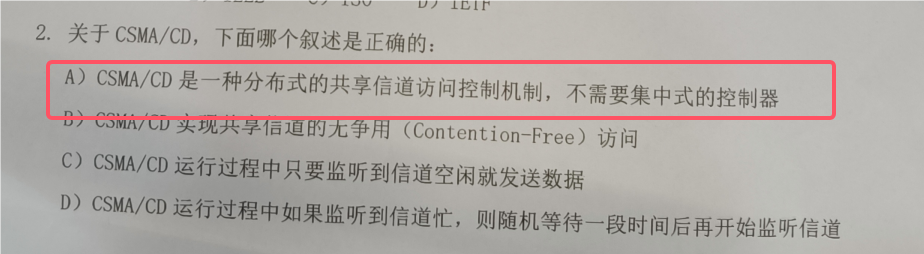 B) IEEE C) ISO D) IETF
2. 关于 CSMA/CD, 下面哪个叙述是正确的:
A) CSMA/CD 是一种分布式的共享信道访问控制机制, 不需要集中式的控制器
B) CSMA/CD 实现共享信道的无争用 (Contention-Free) 访问
C) CSMA/CD 运行过程中只要监听到信道空闲就发送数据
D) CSMA/CD 运行过程中如果监听到信道忙, 则随机等待一段时间后再开始监听信道